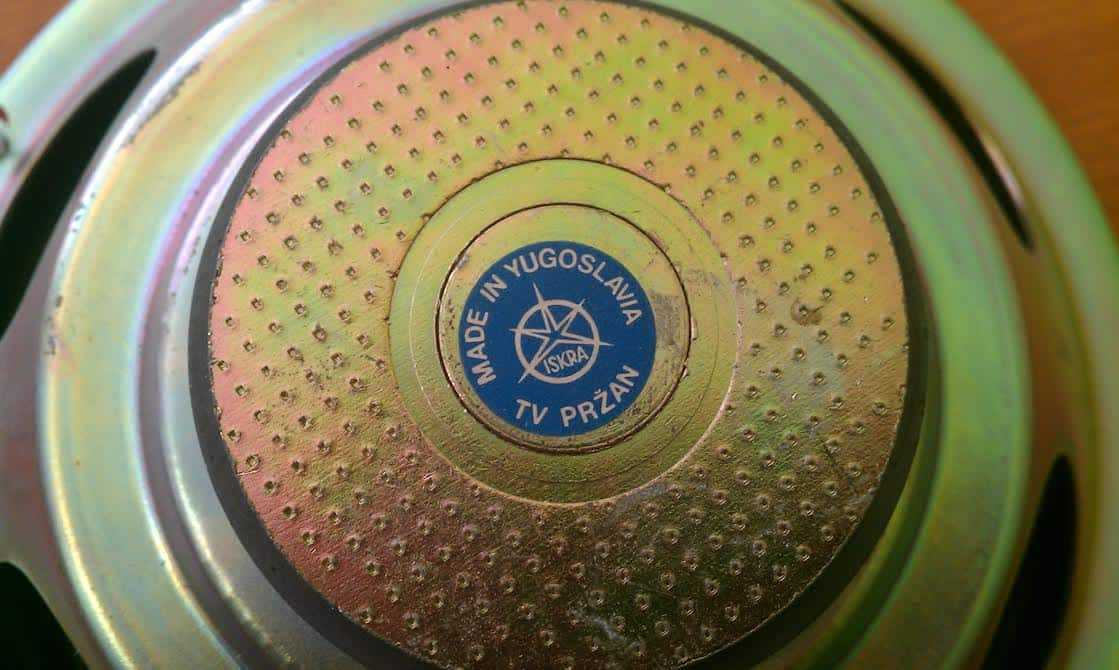 MADE IN YUGOSLAVIA
ISKRA
TV PRŽAN